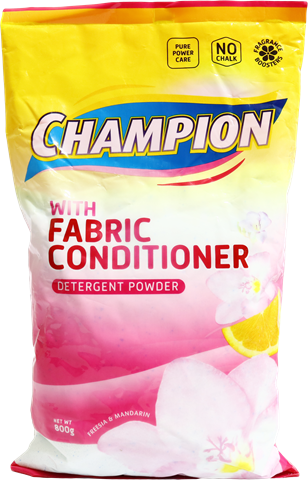 PURE
POWER
CARE
NO
CHALK
FRAGRANCE
BOOSTERS
CHAMPION
WITH
FABRIC
CONDITIONER
DETERGENT POWDER
NET WT
800g
FREESIA & MANDARIN